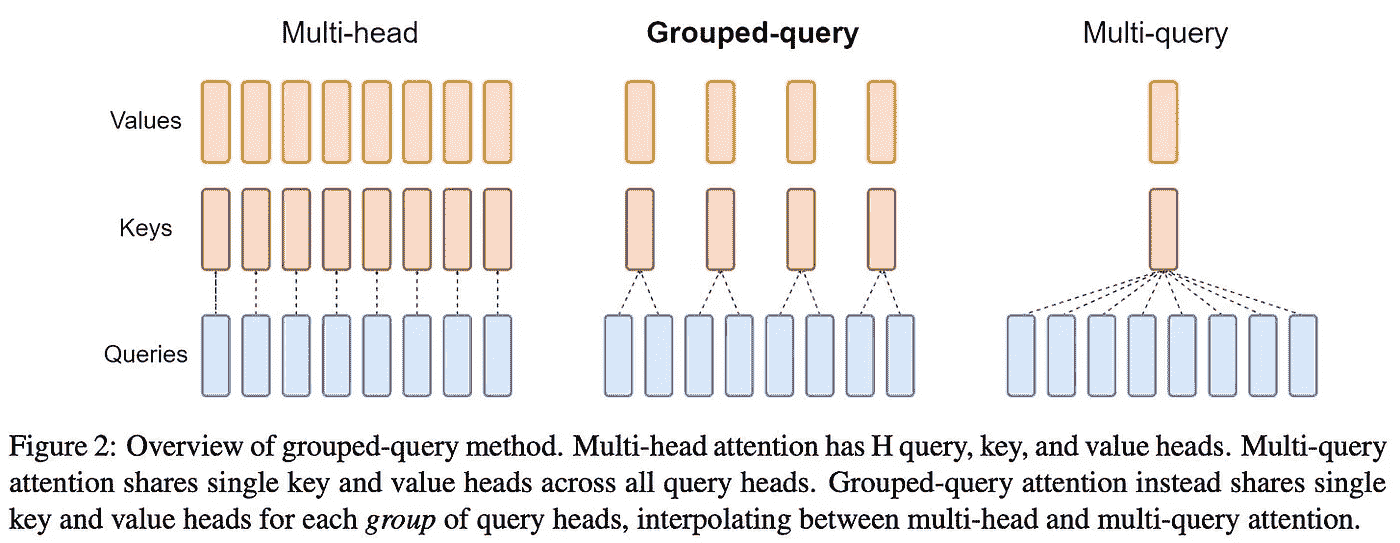 Multi-head
Grouped-query
Multi-query
Values
Keys
Queries
Figure 2: Overview of grouped-query method. Multi-head attention has H query, key, and value heads. Multi-query
attention shares single key and value heads across all query heads. Grouped-query attention instead shares single
key and value heads for each group of query heads, interpolating between multi-head and multi-query attention.